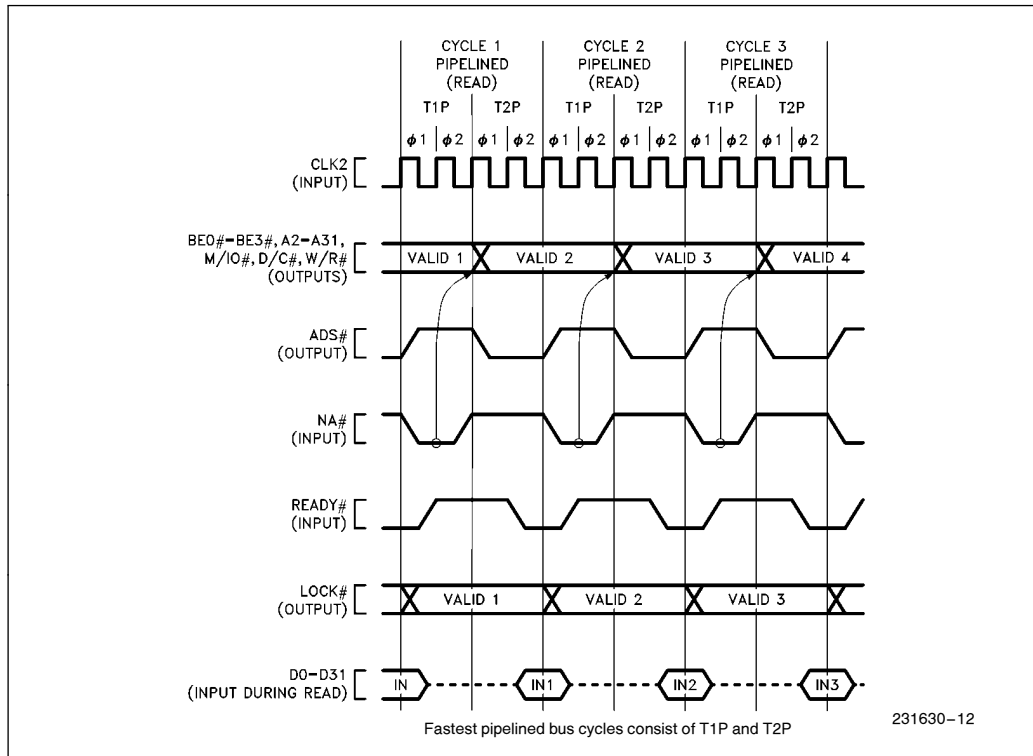 CYCLE 1 CYCLE 2 CYCLE 3
PIPELINED PIPELINED PIPELINED
(READ) (READ) (READ)
T1P T2P T1P T2P T1P T2P
ϕ1 ϕ2 ϕ1 ϕ2 ϕ1 ϕ2 ϕ1 ϕ2 ϕ1 ϕ2 ϕ1 ϕ2
CLK2
(INPUT)
BE0#-BE3#, A2-A31,
M/IO#, D/C#, W/R#
(OUTPUTS)
VALID 1 VALID 2 VALID 3 VALID 4
ADS#
(OUTPUT)
NA#
(INPUT)
READY#
(INPUT)
LOCK#
(OUTPUT)
VALID 1 VALID 2 VALID 3
D0-D31
(INPUT DURING READ)
IN IN1 IN2 IN3
231630–12
Fastest pipelined bus cycles consist of T1P and T2P